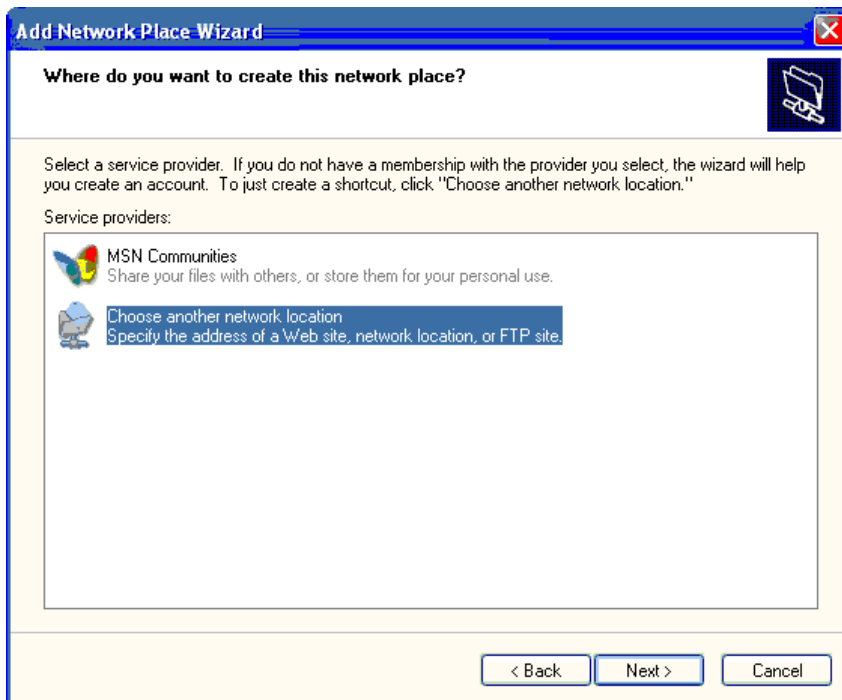 Add Network Place Wizard
Where do you want to create this network place?
Select a service provider. If you do not have a membership with the provider you select, the wizard will help
you create an account. To just create a shortcut, click "Choose another network location."
Service providers:
MSN Communities
Share your files with others, or store them for your personal use.
Choose another network location
Specify the address of a Web site, network location, or FTP site.
< Back Next > Cancel